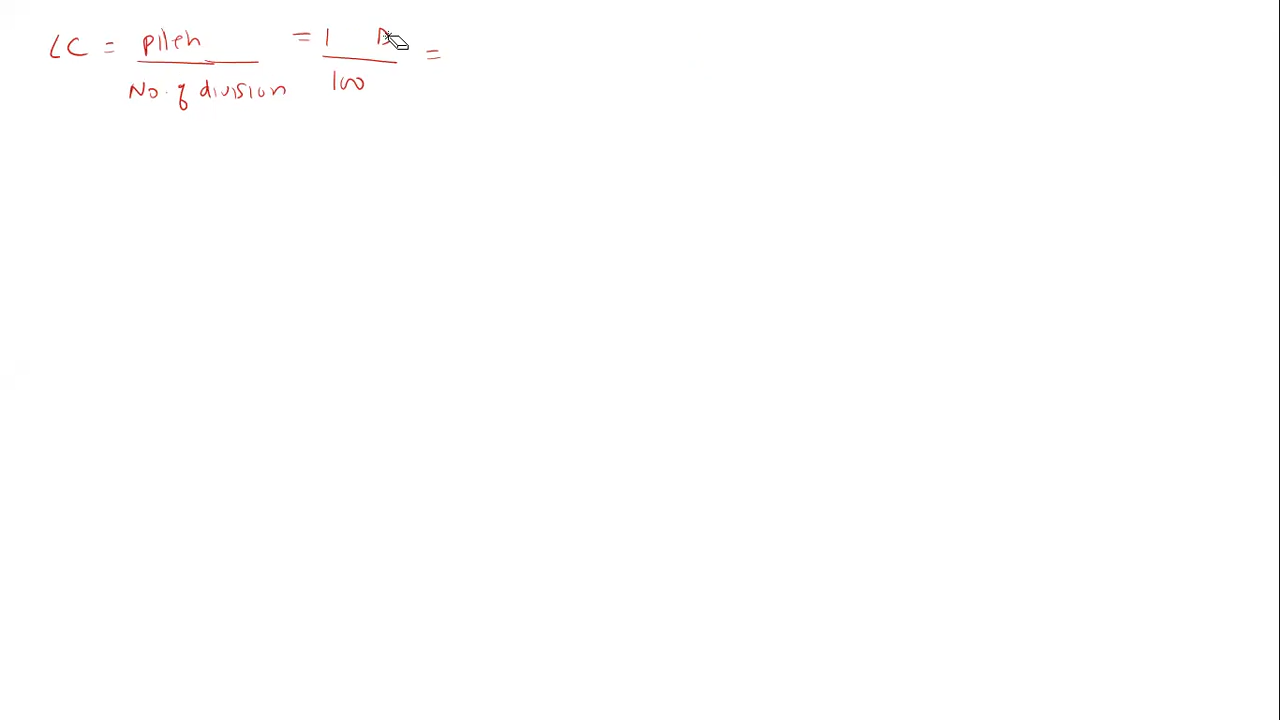 LC = pitch / No. of division = 1 / 100 =